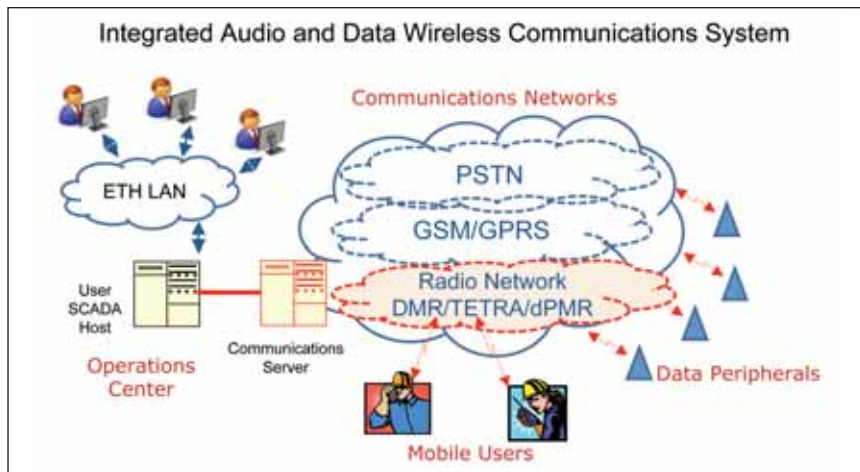 Integrated Audio and Data Wireless Communications System
Communications Networks
ETH LAN
PSTN
GSM/GPRS
Radio Network
DMR/TETRA/dPMR
User
SCADA
Host
Communications
Server
Operations
Center
Data Peripherals
Mobile Users